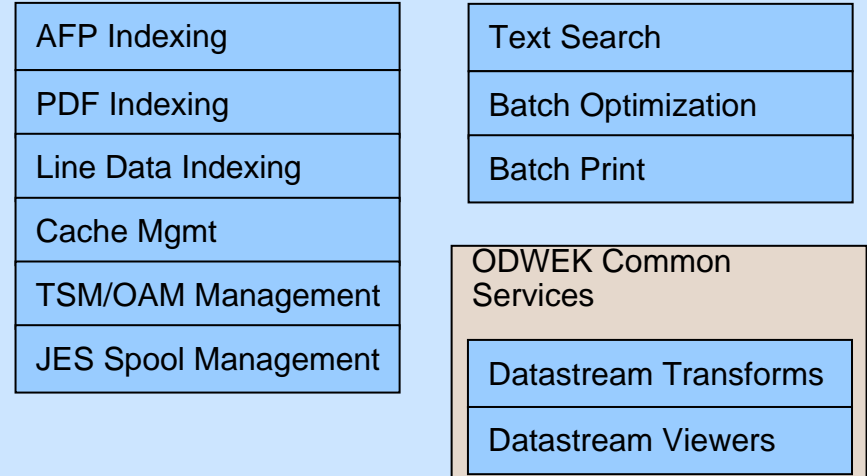 AFP Indexing
PDF Indexing
Line Data Indexing
Cache Mgmt
TSM/OAM Management
JES Spool Management
Text Search
Batch Optimization
Batch Print
ODWEK Common
Services
Datastream Transforms
Datastream Viewers